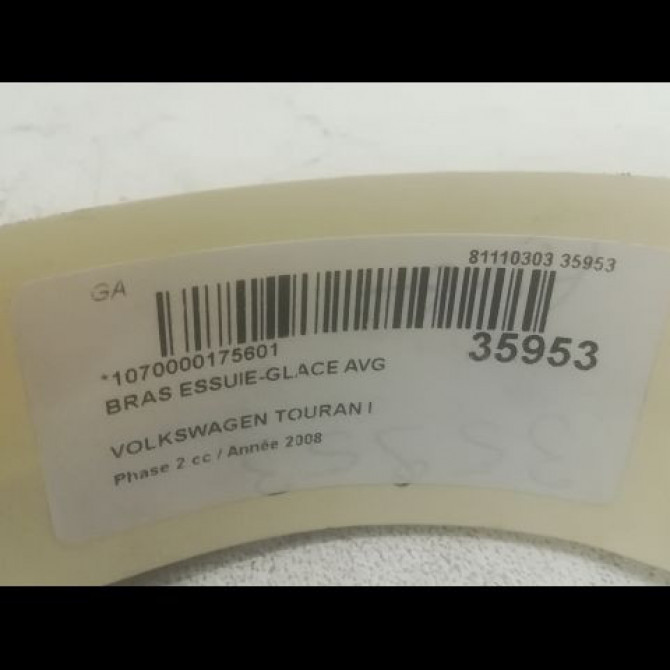 81110303 35953
GA
*1070000175601
35953
BRAS ESSUIE-GLACE AVG
VOLKSWAGEN TOURAN I
Phase 2 cc / Année 2008